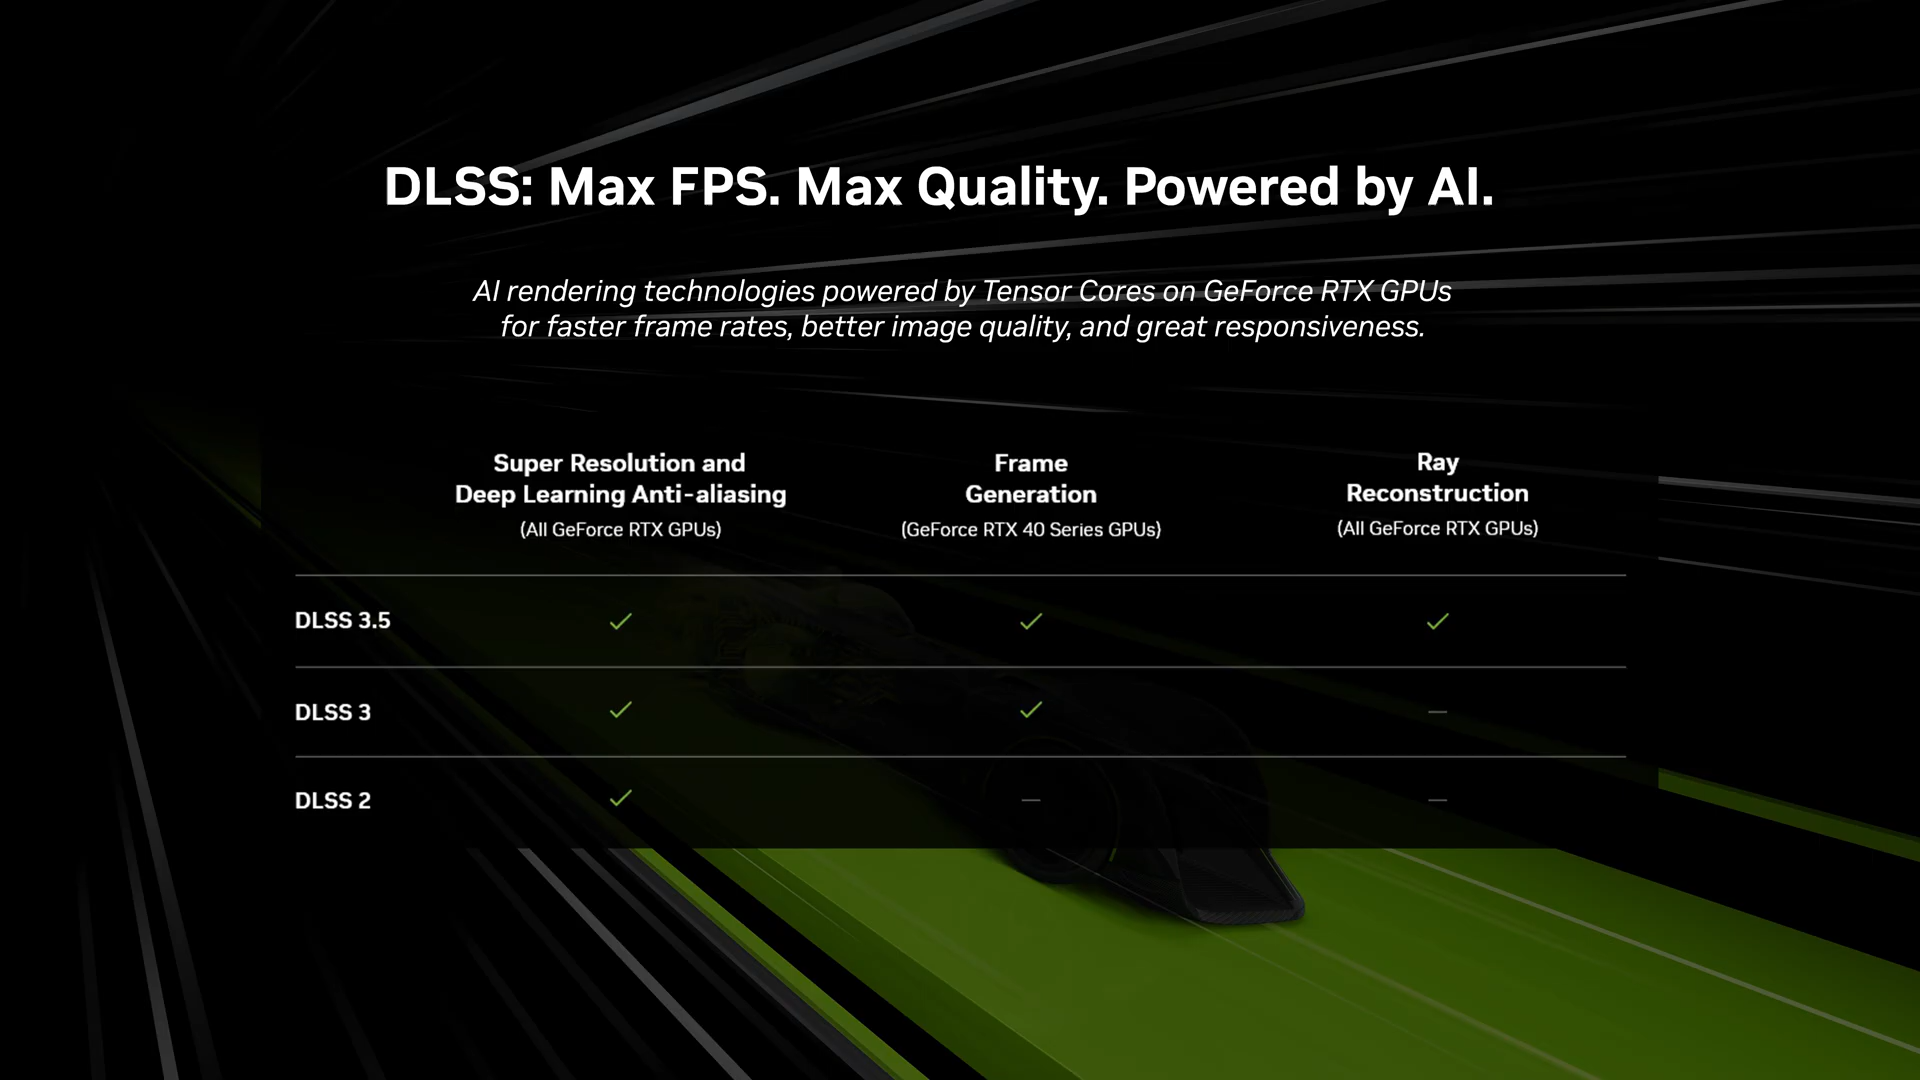 DLSS: Max FPS. Max Quality. Powered by AI.
AI rendering technologies powered by Tensor Cores on GeForce RTX GPUs
for faster frame rates, better image quality, and great responsiveness.
Super Resolution and
Deep Learning Anti-aliasing
(All GeForce RTX GPUs)
Frame
Generation
(GeForce RTX 40 Series GPUs)
Ray
Reconstruction
(All GeForce RTX GPUs)
DLSS 3.5 ✓ ✓ ✓
DLSS 3 ✓ ✓ —
DLSS 2 ✓ — —